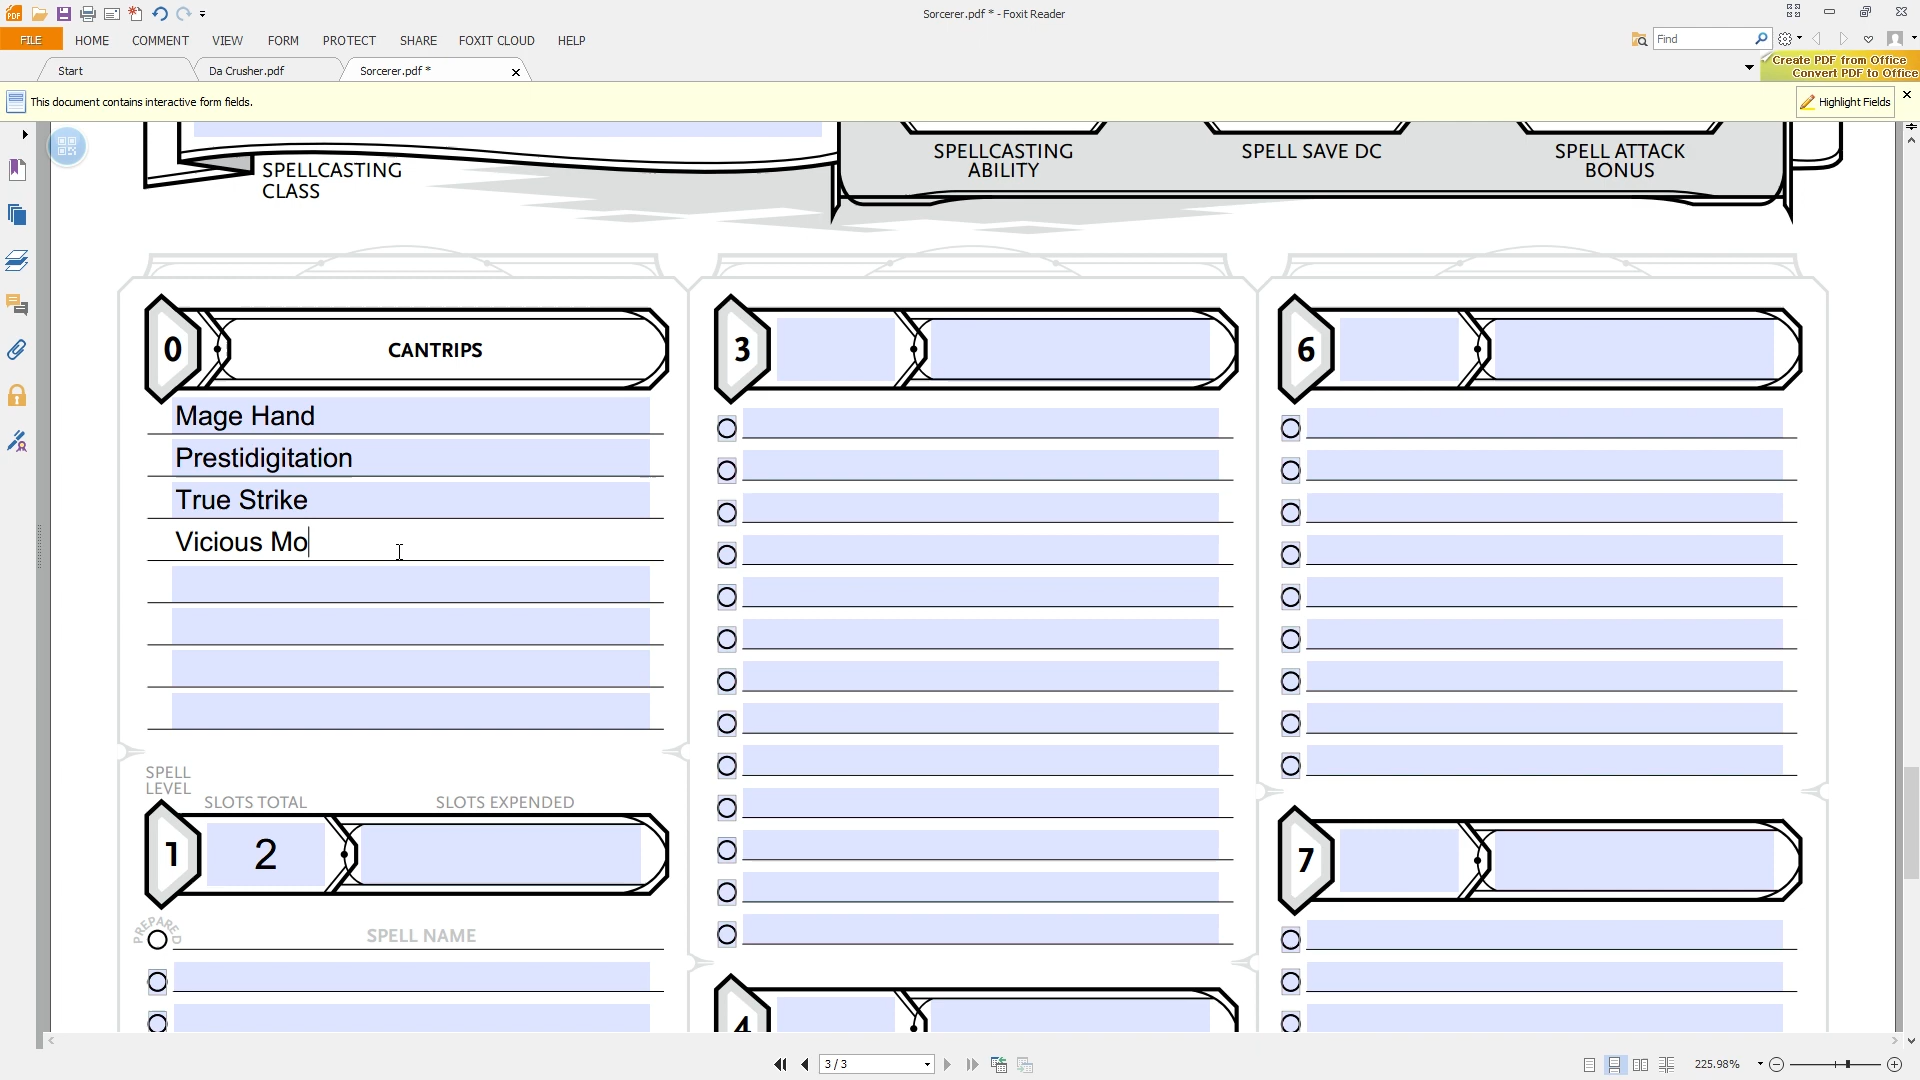 Sorcerer.pdf * - Foxit Reader
FILE HOME COMMENT VIEW FORM PROTECT SHARE FOXIT CLOUD HELP
Find
Start Da Crusher.pdf Sorcerer.pdf *
Create PDF from Office
Convert PDF to Office
This document contains interactive form fields.
Highlight Fields
SPELLCASTING
CLASS
SPELLCASTING
ABILITY
SPELL SAVE DC
SPELL ATTACK
BONUS
0 CANTRIPS
Mage Hand
Prestidigitation
True Strike
Vicious Mo
SPELL
LEVEL
SLOTS TOTAL SLOTS EXPENDED
1 2
PREPARED
SPELL NAME
3
4
6
7
3 / 3
225.98%